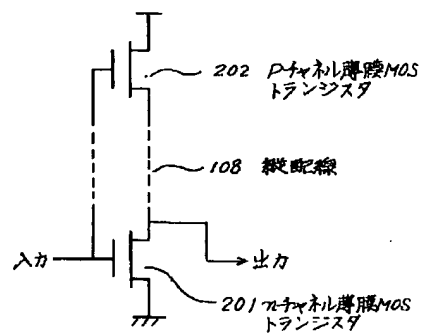 202 Pチャネル薄膜MOS
トランジスタ
108 縦配線
入力
出力
201 nチャネル薄膜MOS
トランジスタ